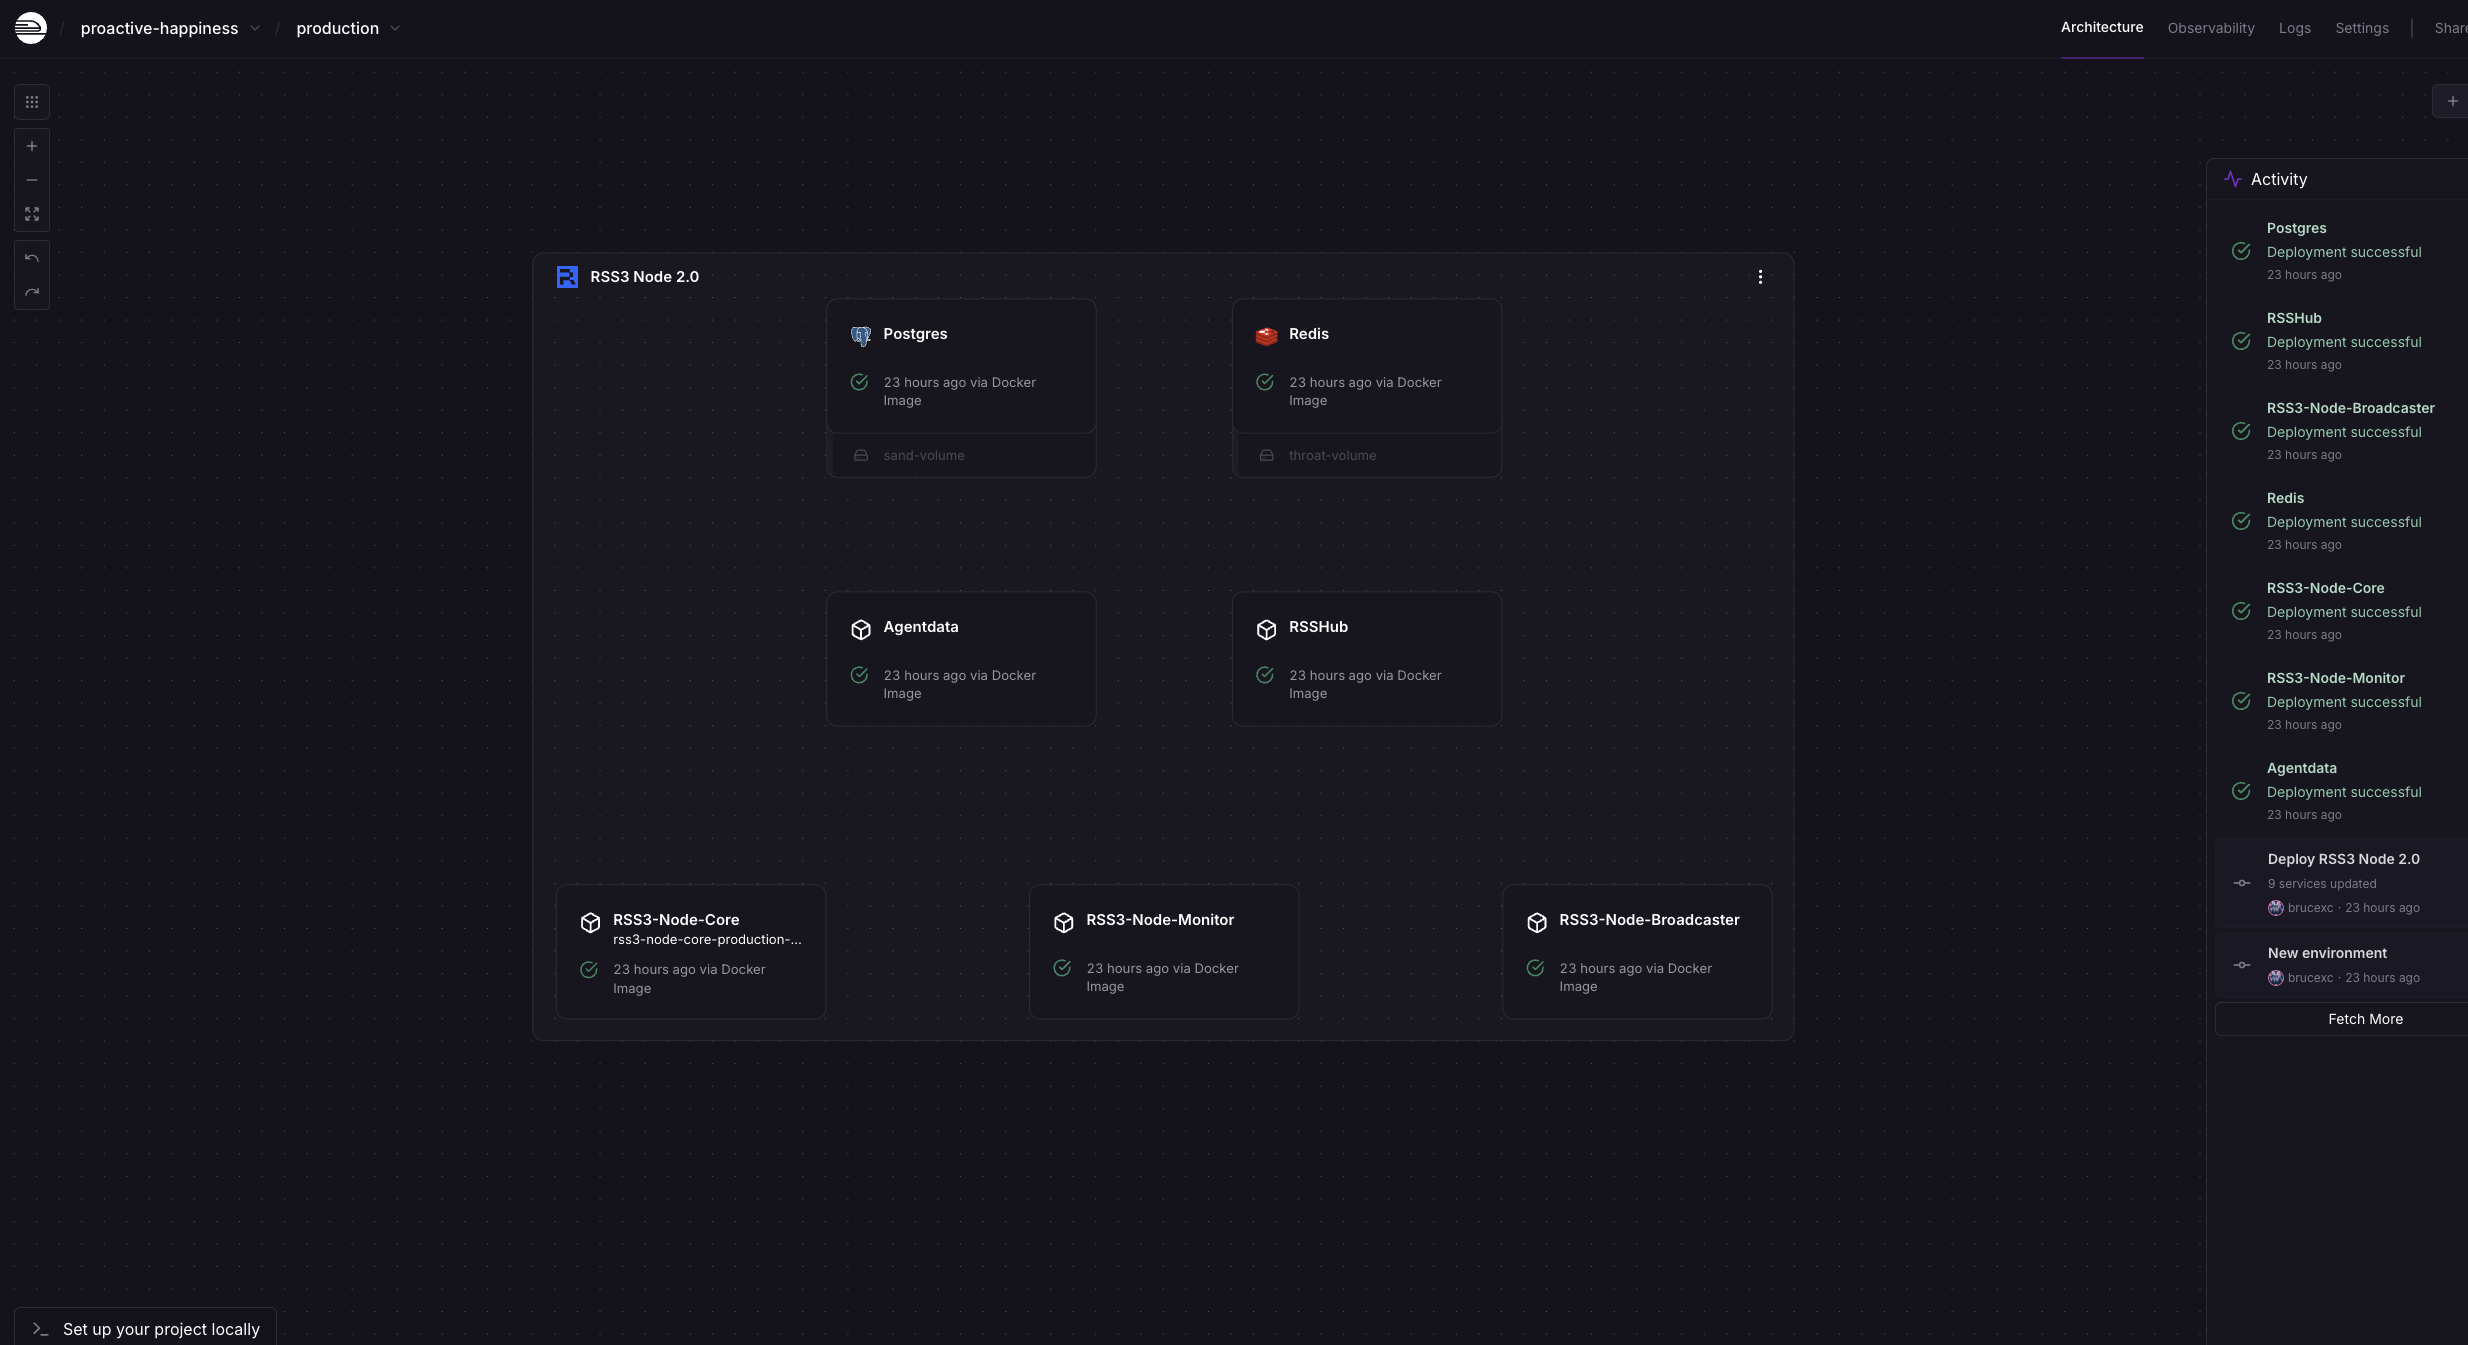 / proactive-happiness / production
Architecture Observability Logs Settings
Activity
Postgres
Deployment successful
23 hours ago
RSSHub
Deployment successful
23 hours ago
RSS3-Node-Broadcaster
Deployment successful
23 hours ago
Redis
Deployment successful
23 hours ago
RSS3-Node-Core
Deployment successful
23 hours ago
RSS3-Node-Monitor
Deployment successful
23 hours ago
Agentdata
Deployment successful
23 hours ago
Deploy RSS3 Node 2.0
9 services updated
brucexc · 23 hours ago
New environment
brucexc · 23 hours ago
Fetch More
RSS3 Node 2.0
Postgres
23 hours ago via Docker
Image
sand-volume
Redis
23 hours ago via Docker
Image
throat-volume
Agentdata
23 hours ago via Docker
Image
RSSHub
23 hours ago via Docker
Image
RSS3-Node-Core
rss3-node-core-production-...
23 hours ago via Docker
Image
RSS3-Node-Monitor
23 hours ago via Docker
Image
RSS3-Node-Broadcaster
23 hours ago via Docker
Image
Set up your project locally